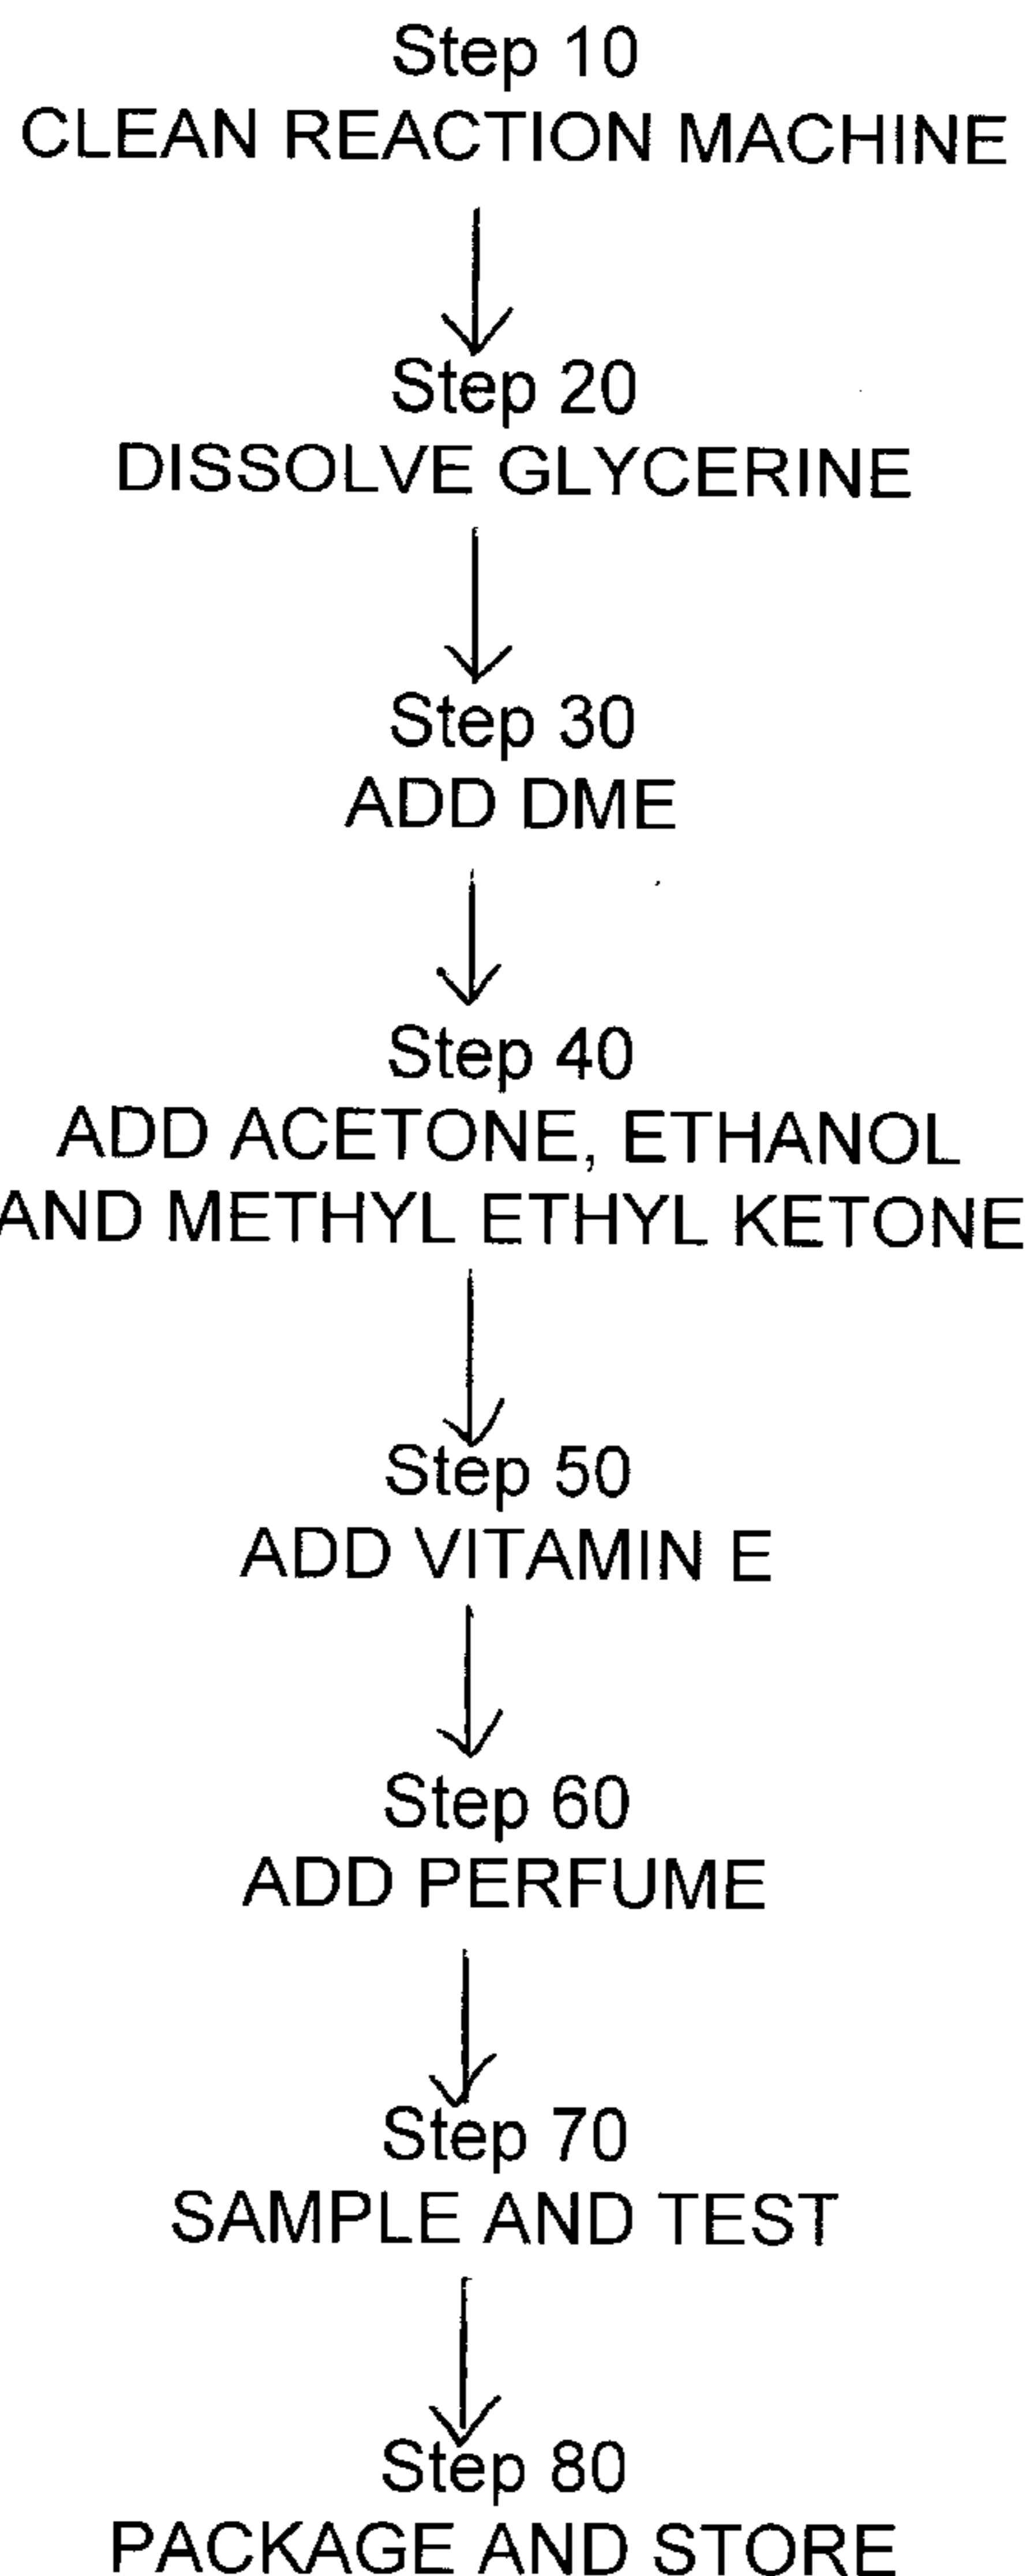 Step 10
CLEAN REACTION MACHINE
Step 20
DISSOLVE GLYCERINE
Step 30
ADD DME
Step 40
ADD ACETONE, ETHANOL
AND METHYL ETHYL KETONE
Step 50
ADD VITAMIN E
Step 60
ADD PERFUME
Step 70
SAMPLE AND TEST
Step 80
PACKAGE AND STORE